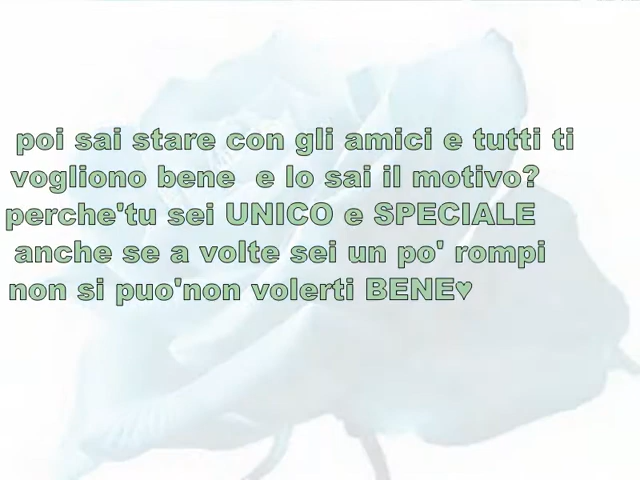 poi sai stare con gli amici e tutti ti
vogliono bene e lo sai il motivo?
perche'tu sei UNICO e SPECIALE
anche se a volte sei un po' rompi
non si puo'non volerti BENE♥